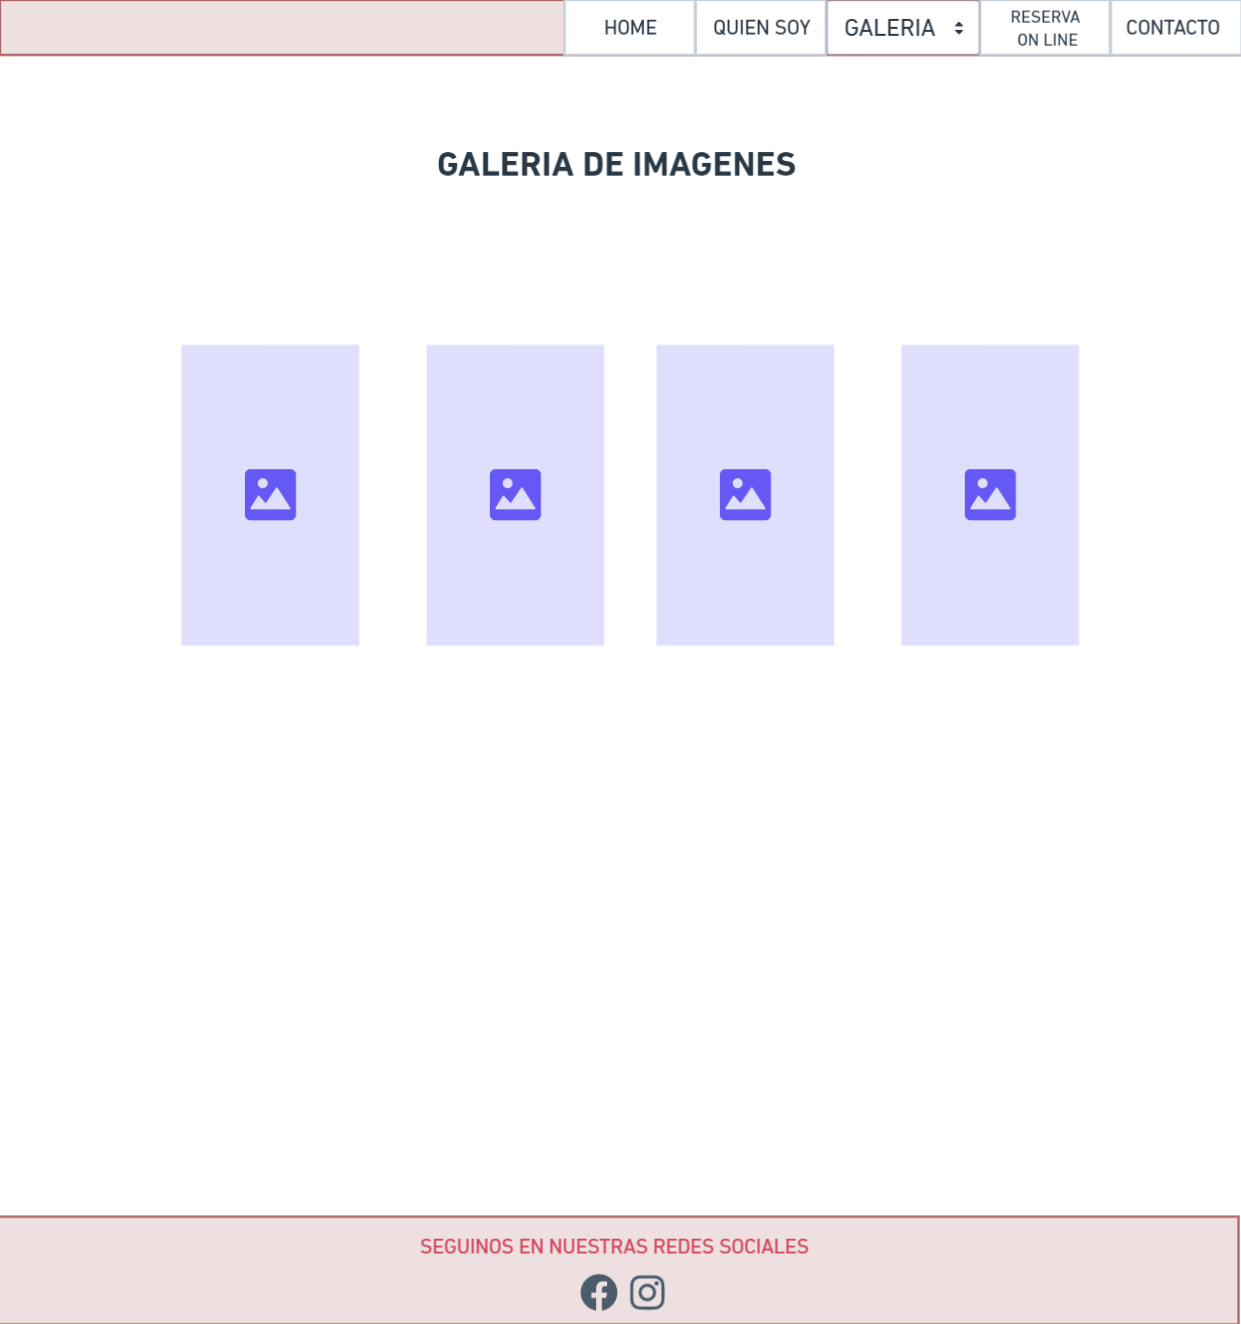 HOME
QUIEN SOY
GALERIA
RESERVA
ON LINE
CONTACTO
GALERIA DE IMAGENES
SEGUINOS EN NUESTRAS REDES SOCIALES